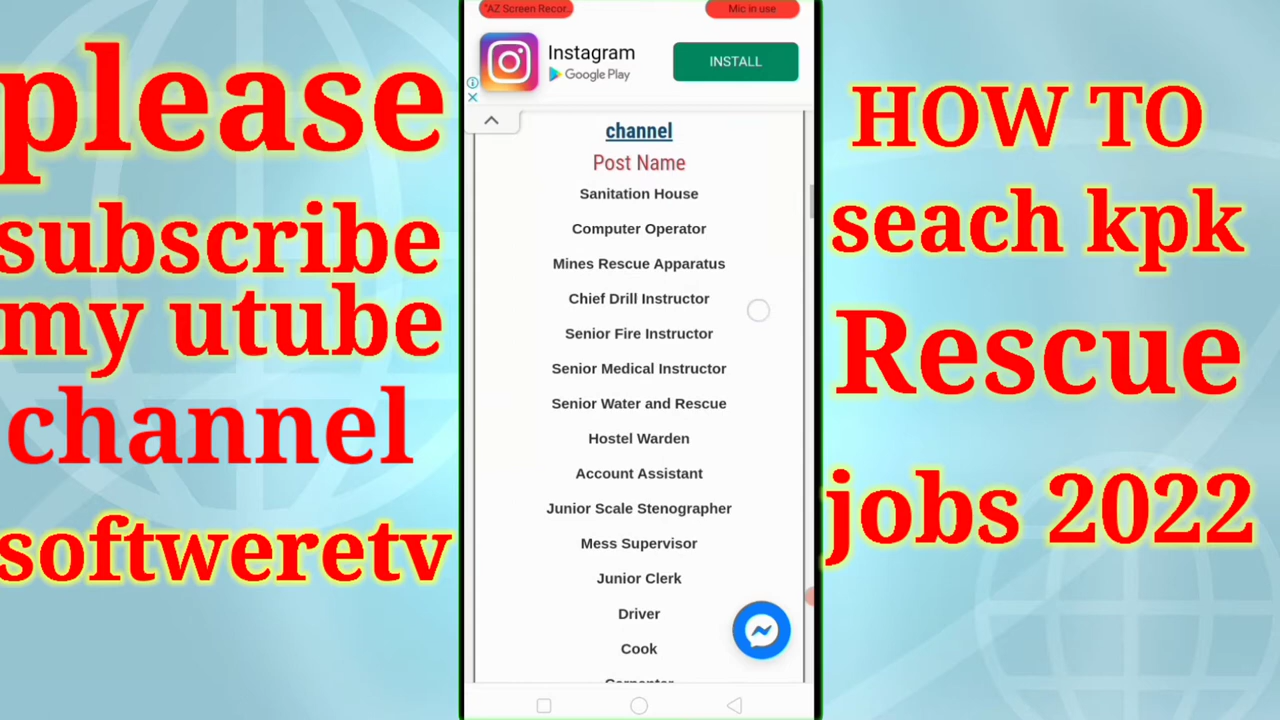 please
subscribe
my utube
channel
softweretv
"AZ Screen Recor..
Mic in use
Instagram
Google Play
INSTALL
channel
Post Name
Sanitation House
Computer Operator
Mines Rescue Apparatus
Chief Drill Instructor
Senior Fire Instructor
Senior Medical Instructor
Senior Water and Rescue
Hostel Warden
Account Assistant
Junior Scale Stenographer
Mess Supervisor
Junior Clerk
Driver
Cook
HOW TO
seach kpk
Rescue
jobs 2022